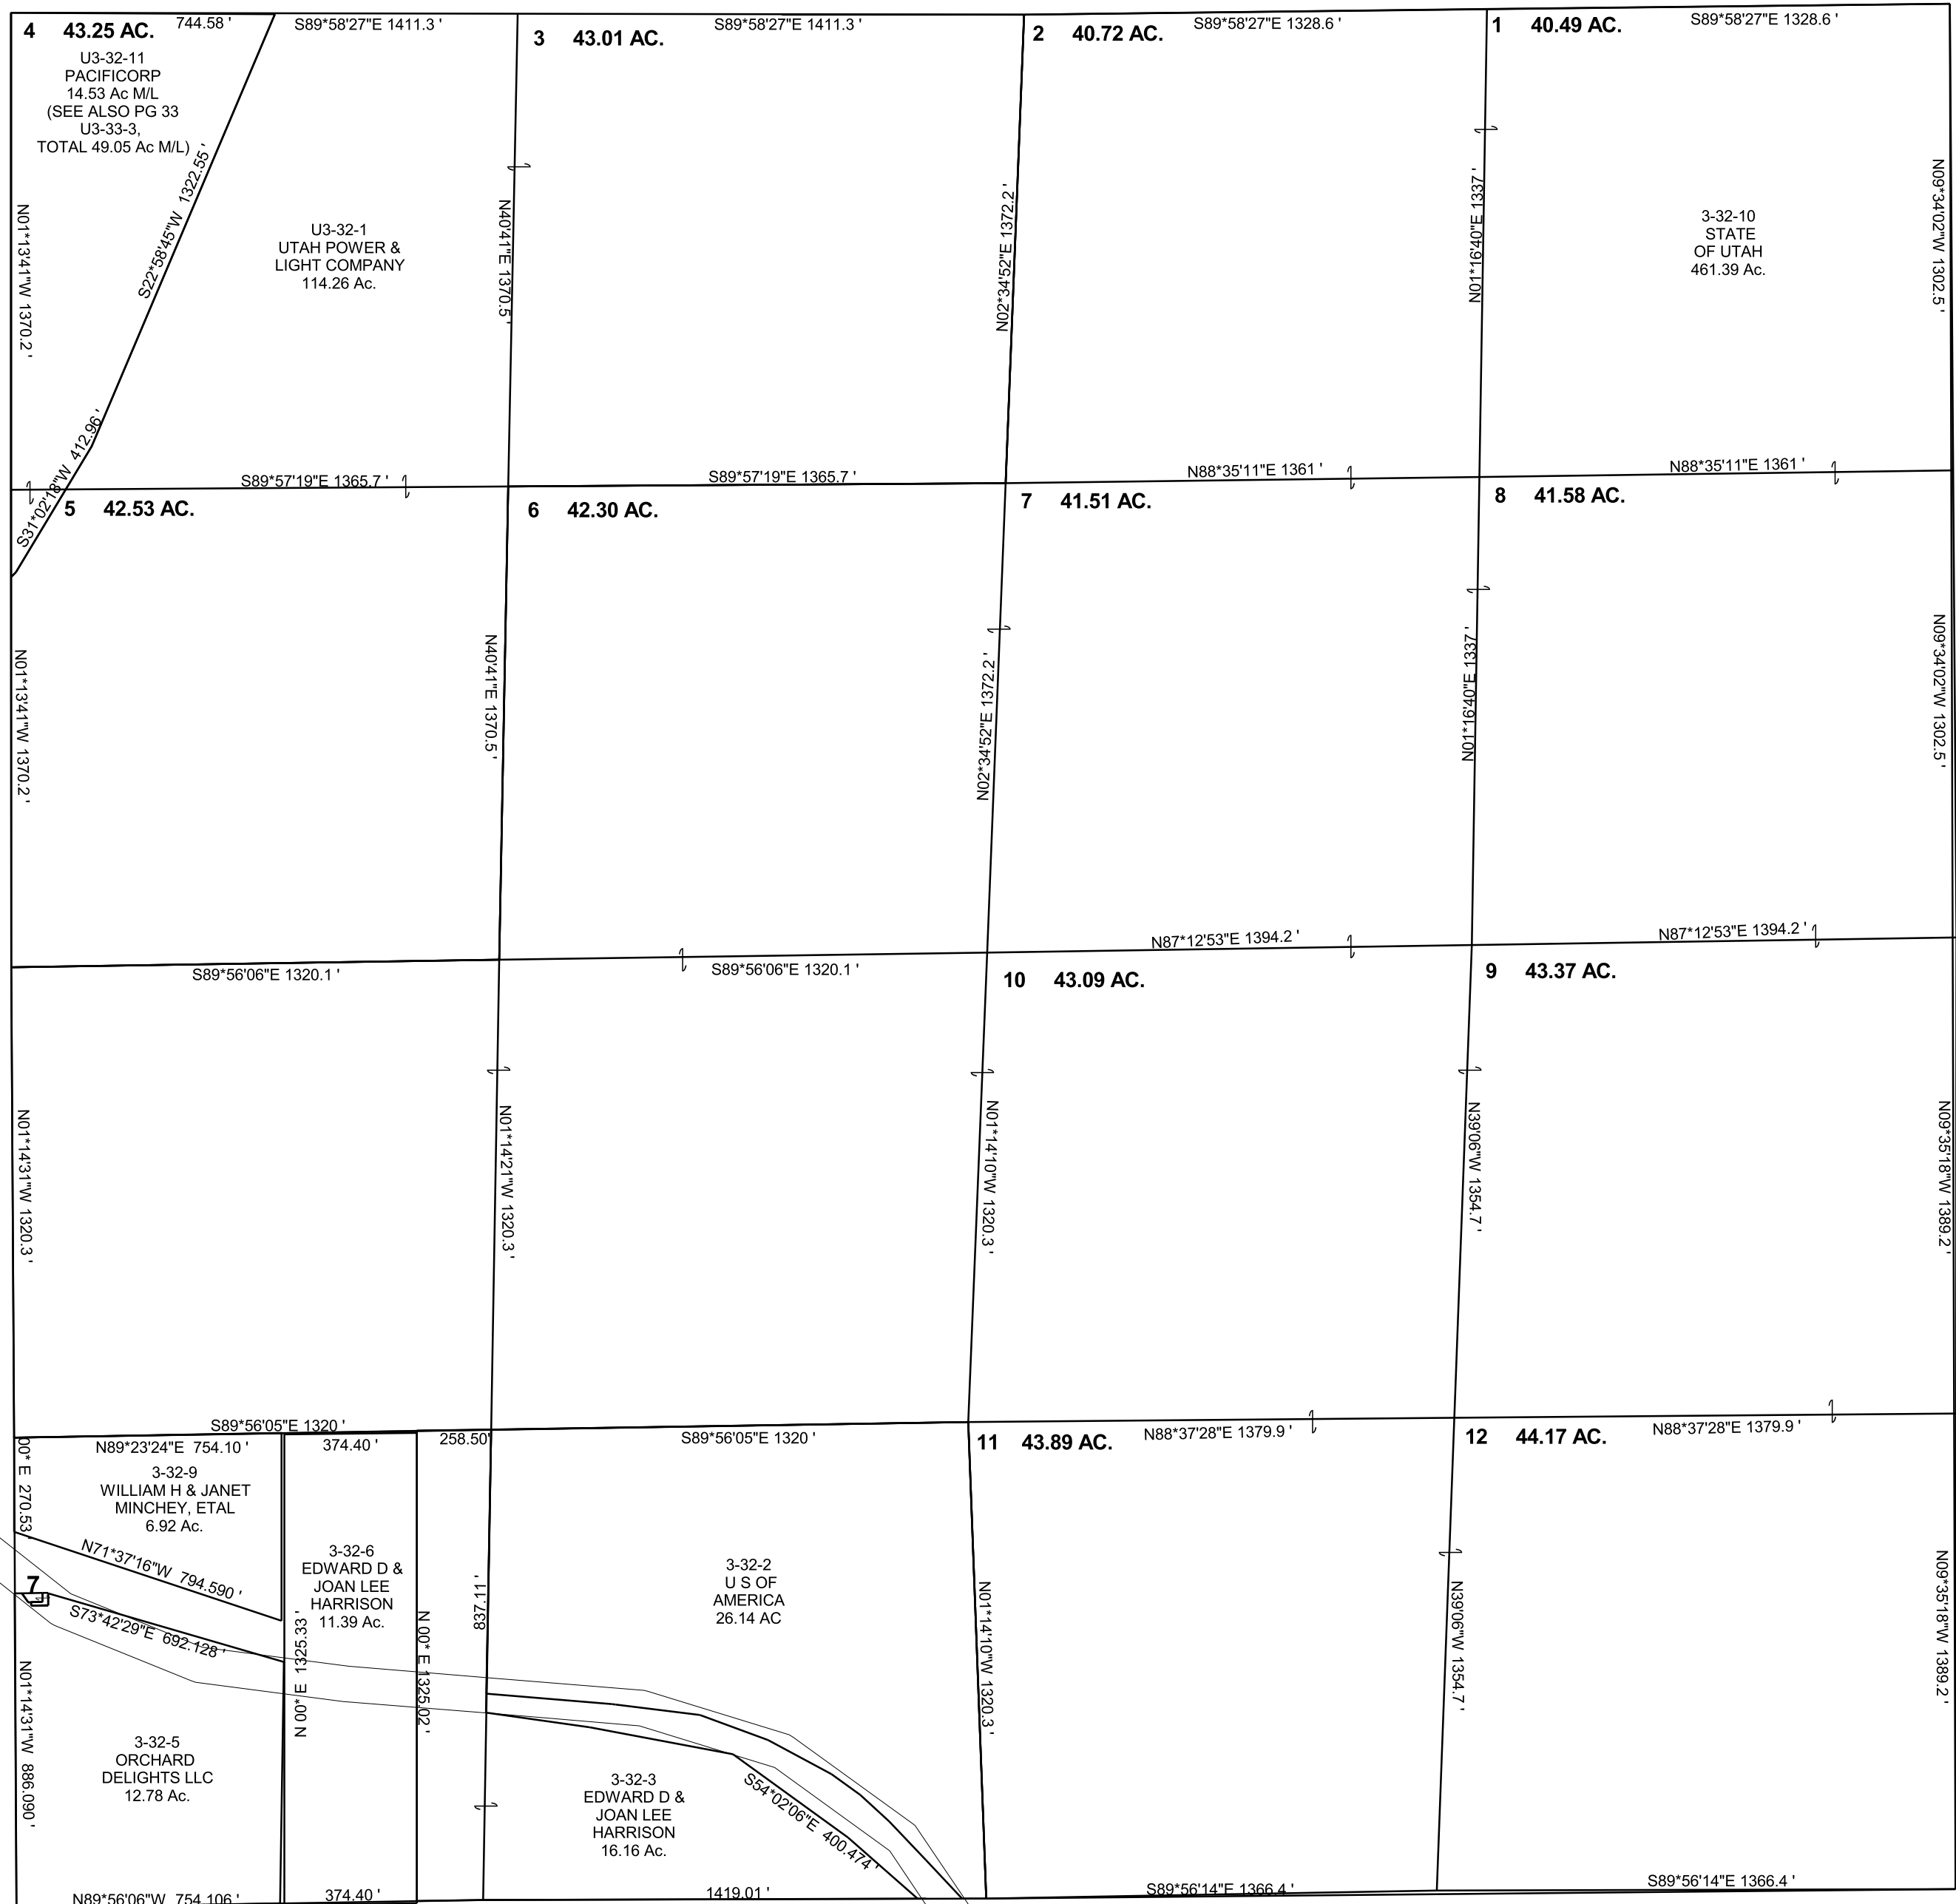 4 43.25 AC.
744.58 '
S89*58'27"E 1411.3 '
3 43.01 AC.
S89*58'27"E 1411.3 '
2 40.72 AC.
S89*58'27"E 1328.6 '
1 40.49 AC.
S89*58'27"E 1328.6 '
U3-32-11
PACIFICORP
14.53 Ac M/L
(SEE ALSO PG 33
U3-33-3,
TOTAL 49.05 Ac M/L)
S22*58'45"W 1322.55 '
N01*13'41"W 1370.2 '
U3-32-1
UTAH POWER &
LIGHT COMPANY
114.26 Ac.
N40'41"E 1370.5 '
N02*34'52"E 1372.2 '
N01*16'40"E 1337 '
3-32-10
STATE
OF UTAH
461.39 Ac.
N09*34'02"W 1302.5 '
S31*02'18"W 412.96 '
S89*57'19"E 1365.7 '
S89*57'19"E 1365.7 '
N88*35'11"E 1361 '
N88*35'11"E 1361 '
5 42.53 AC.
6 42.30 AC.
7 41.51 AC.
8 41.58 AC.
N01*13'41"W 1370.2 '
N40'41"E 1370.5 '
N02*34'52"E 1372.2 '
N01*16'40"E 1337 '
N09*34'02"W 1302.5 '
S89*56'06"E 1320.1 '
S89*56'06"E 1320.1 '
N87*12'53"E 1394.2 '
N87*12'53"E 1394.2 '
10 43.09 AC.
9 43.37 AC.
N01*14'31"W 1320.3 '
N01*14'21"W 1320.3 '
N01*14'10"W 1320.3 '
N39'06"W 1354.7 '
N09*35'18"W 1389.2 '
S89*56'05"E 1320 '
S89*56'05"E 1320 '
N88*37'28"E 1379.9 '
N88*37'28"E 1379.9 '
11 43.89 AC.
12 44.17 AC.
N89*23'24"E 754.10 '
374.40 '
258.50'
00* E 270.53
3-32-9
WILLIAM H & JANET
MINCHEY, ETAL
6.92 Ac.
N71*37'16"W 794.590 '
7
S73*42'29"E 692.128 '
3-32-6
EDWARD D &
JOAN LEE
HARRISON
11.39 Ac.
N 00* E 1325.33'
N 00* E 1325.02 '
837.11 '
3-32-2
U S OF
AMERICA
26.14 AC
N01*14'10"W 1320.3 '
N39'06"W 1354.7 '
N09*35'18"W 1389.2 '
N01*14'31"W 886.090 '
3-32-5
ORCHARD
DELIGHTS LLC
12.78 Ac.
3-32-3
EDWARD D &
JOAN LEE
HARRISON
16.16 Ac.
S54*02'06"E 400.474 '
N89*56'06"W 754.106 '
374.40 '
1419.01 '
S89*56'14"E 1366.4 '
S89*56'14"E 1366.4 '